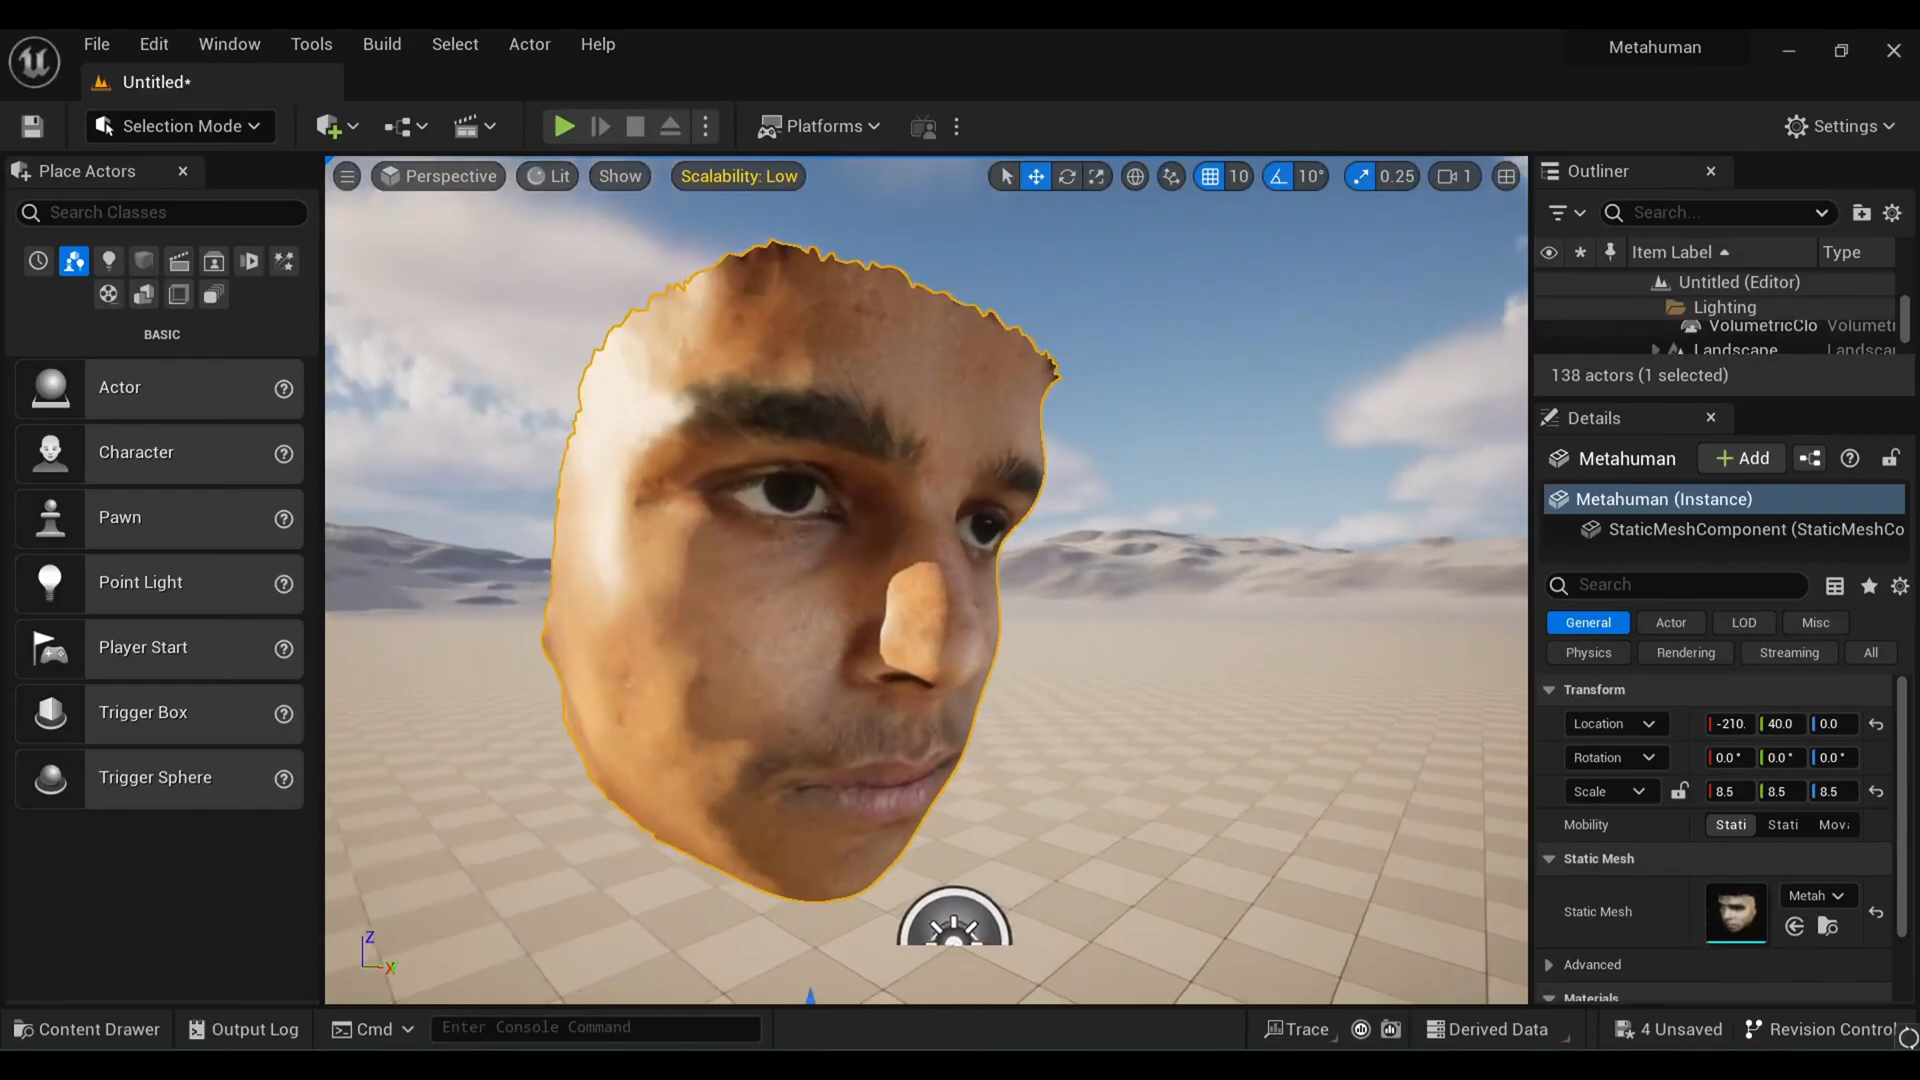 File Edit Window Tools Build Select Actor Help
Metahuman
Untitled*
Selection Mode
Platforms
Settings
Place Actors
Search Classes
BASIC
Actor
Character
Pawn
Point Light
Player Start
Trigger Box
Trigger Sphere
Perspective Lit Show Scalability: Low
10 10° 0.25 1
Z
X
Outliner
Search...
Item Label Type
Untitled (Editor)
Lighting
VolumetricClo Volumetri
Landscape Landscap
138 actors (1 selected)
Details
Metahuman Add
Metahuman (Instance)
StaticMeshComponent (StaticMeshCo
Search
General Actor LOD Misc
Physics Rendering Streaming All
Transform
Location -210. 40.0 0.0
Rotation 0.0° 0.0° 0.0°
Scale 8.5 8.5 8.5
Mobility Stati Stati Mova
Static Mesh
Static Mesh Metah
Advanced
Materials
Content Drawer Output Log Cmd Enter Console Command Trace Derived Data 4 Unsaved Revision Control